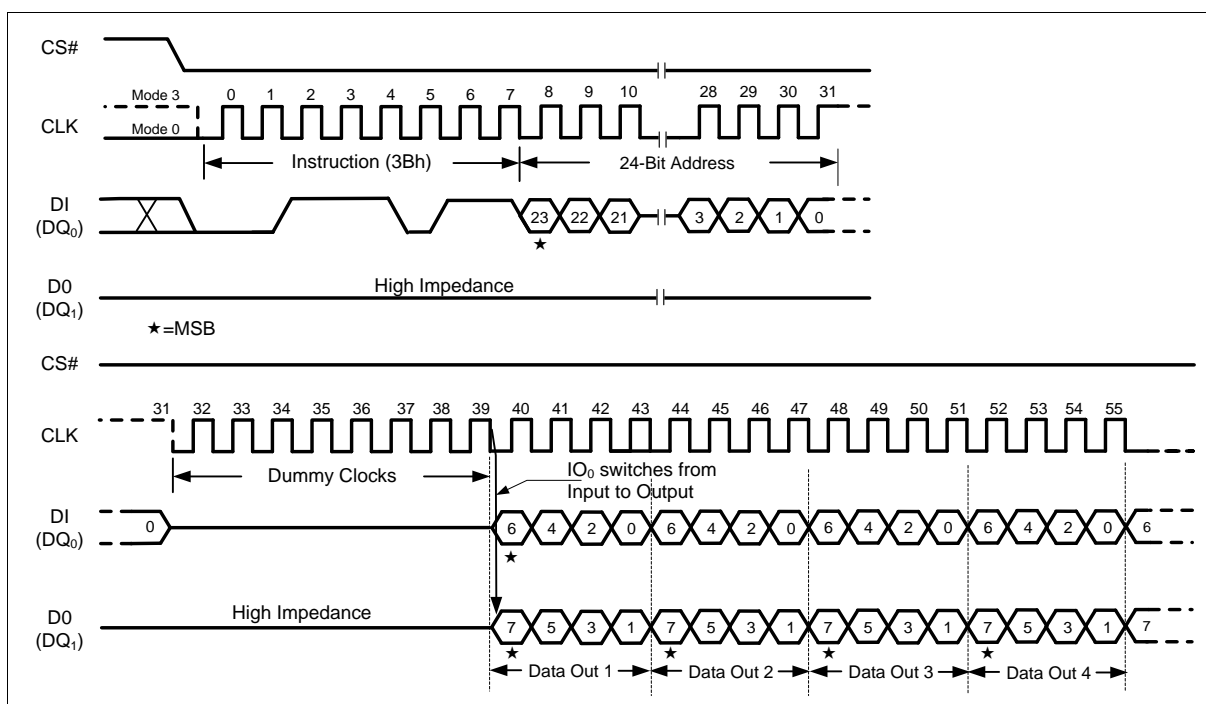 CS#
Mode 3 0 1 2 3 4 5 6 7 8 9 10 28 29 30 31
CLK
Mode 0
Instruction (3Bh) 24-Bit Address
DI
(DQ0)
23 22 21 3 2 1 0
★
D0
(DQ1)
High Impedance
★=MSB
CS#
31 32 33 34 35 36 37 38 39 40 41 42 43 44 45 46 47 48 49 50 51 52 53 54 55
CLK
Dummy Clocks
IO0 switches from
Input to Output
DI
(DQ0)
0 6 4 2 0 6 4 2 0 6 4 2 0 6 4 2 0 6
★
D0
(DQ1)
High Impedance
7 5 3 1 7 5 3 1 7 5 3 1 7 5 3 1 7
★ ★ ★ ★
Data Out 1 Data Out 2 Data Out 3 Data Out 4